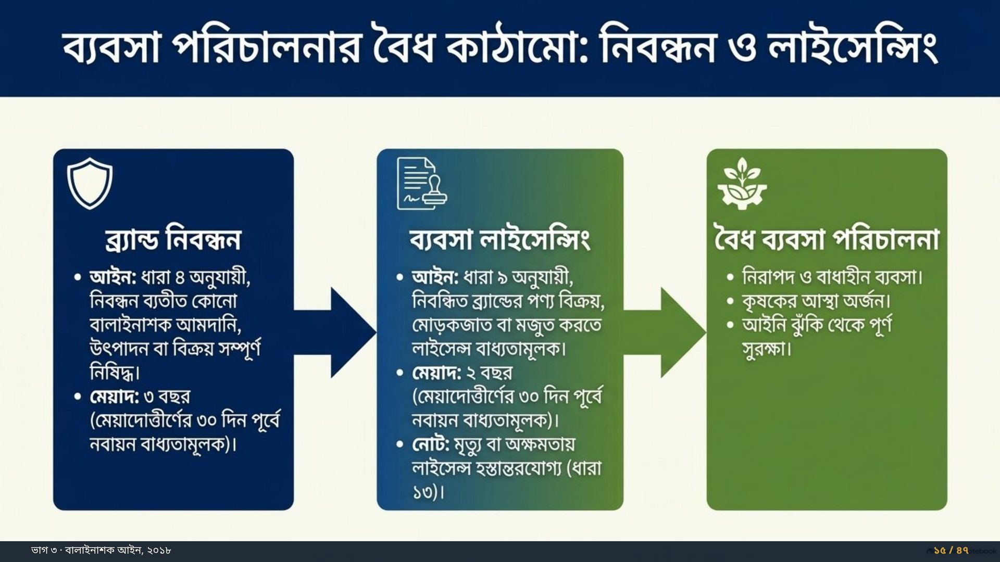 ব্যবসা পরিচালনার বৈধ কাঠামো: নিবন্ধন ও লাইসেন্সিং
ব্র্যান্ড নিবন্ধন
• আইন: ধারা ৪ অনুযায়ী,
নিবন্ধন ব্যতীত কোনো
বালাইনাশক আমদানি,
উৎপাদন বা বিক্রয় সম্পূর্ণ
নিষিদ্ধ।
• মেয়াদ: ৩ বছর
(মেয়াদোত্তীর্ণের ৩০ দিন পূর্বে
নবায়ন বাধ্যতামূলক)।
ব্যবসা লাইসেন্সিং
• আইন: ধারা ৯ অনুযায়ী,
নিবন্ধিত ব্র্যান্ডের পণ্য বিক্রয়,
মোড়কজাত বা মজুত করতে
লাইসেন্স বাধ্যতামূলক।
• মেয়াদ: ২ বছর
(মেয়াদোত্তীর্ণের ৩০ দিন পূর্বে
নবায়ন বাধ্যতামূলক)।
• নোট: মৃত্যু বা অক্ষমতায়
লাইসেন্স হস্তান্তরযোগ্য (ধারা
১৩)।
বৈধ ব্যবসা পরিচালনা
• নিরাপদ ও বাধাহীন ব্যবসা।
• কৃষকের আস্থা অর্জন।
• আইনি ঝুঁকি থেকে পূর্ণ
সুরক্ষা।
ভাগ ৩ · বালাইনাশক আইন, ২০১৮
১৫ / ৪৭